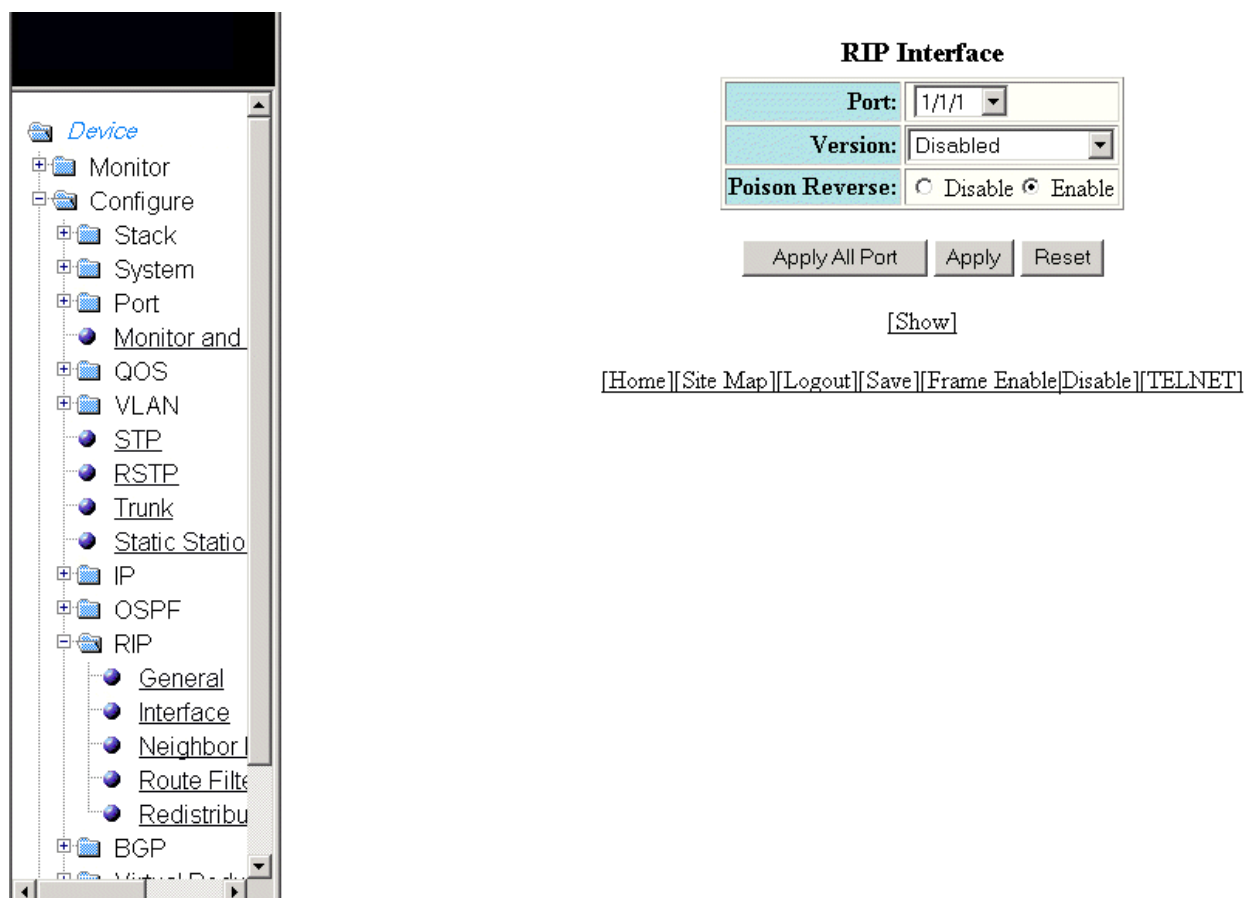 Device
Monitor
Configure
Stack
System
Port
Monitor and
QOS
VLAN
STP
RSTP
Trunk
Static Statio
IP
OSPF
RIP
General
Interface
Neighbor
Route Filte
Redistribu
BGP
RIP Interface
Port: 1/1/1
Version: Disabled
Poison Reverse: Disable Enable
Apply All Port Apply Reset
[Show]
[Home][Site Map][Logout][Save][Frame Enable|Disable][TELNET]